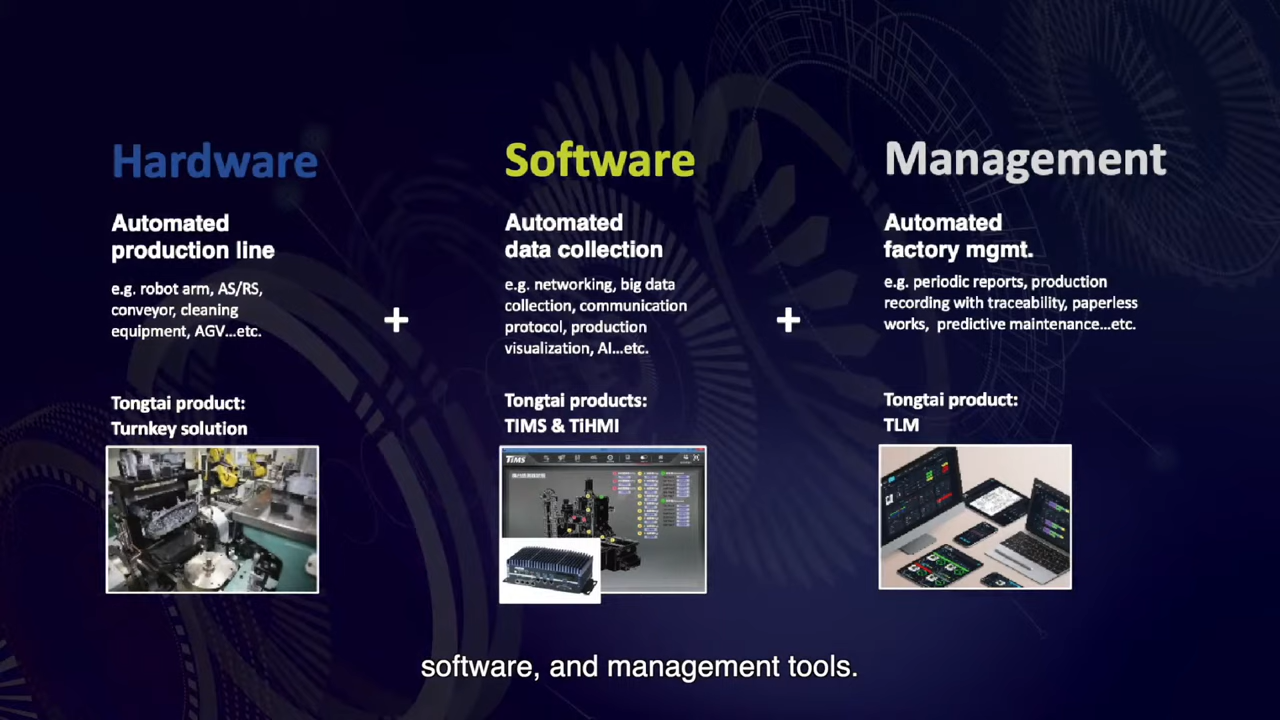 Hardware
Automated
production line
e.g. robot arm, AS/RS,
conveyor, cleaning
equipment, AGV...etc.
Tongtai product:
Turnkey solution
+
Software
Automated
data collection
e.g. networking, big data
collection, communication
protocol, production
visualization, AI...etc.
Tongtai products:
TIMS & TiHMI
TIMS
+
Management
Automated
factory mgmt.
e.g. periodic reports, production
recording with traceability, paperless
works, predictive maintenance...etc.
Tongtai product:
TLM
software, and management tools.